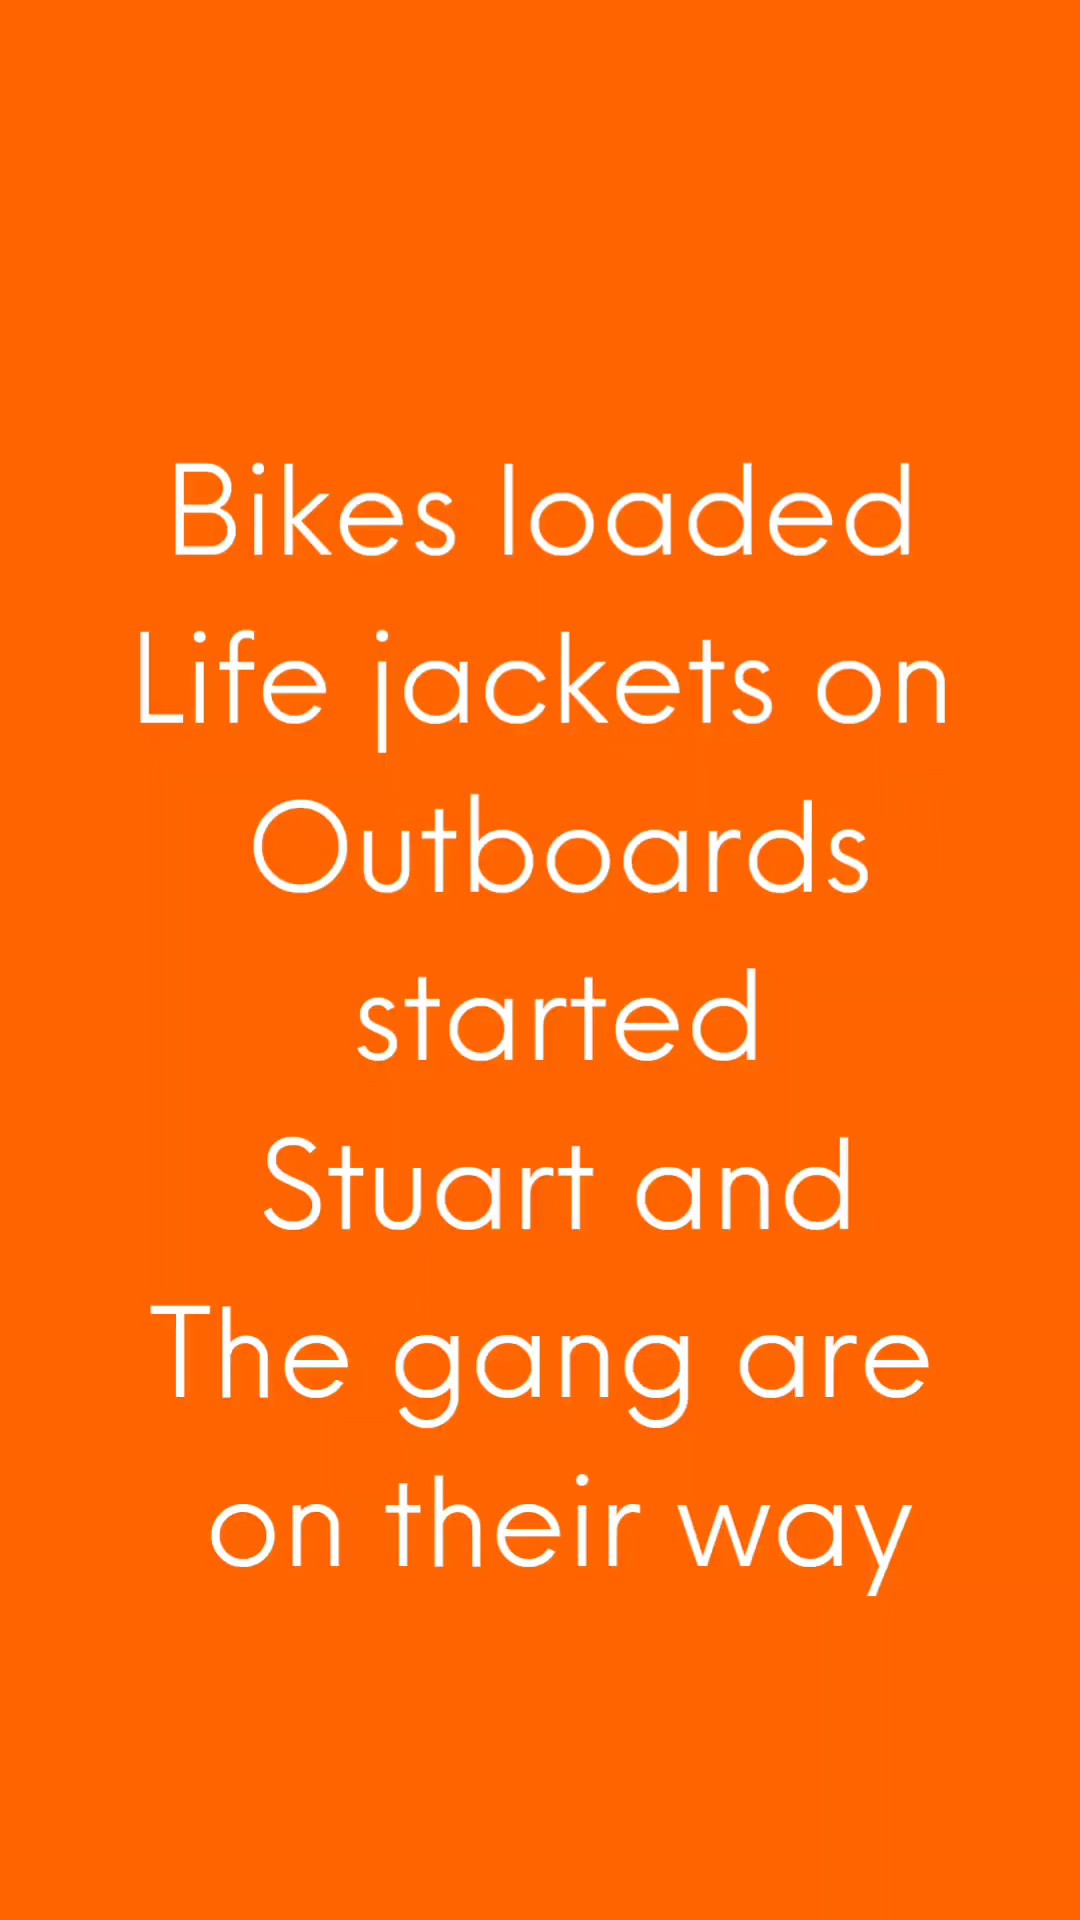 Bikes loaded
Life jackets on
Outboards
started
Stuart and
The gang are
on their way